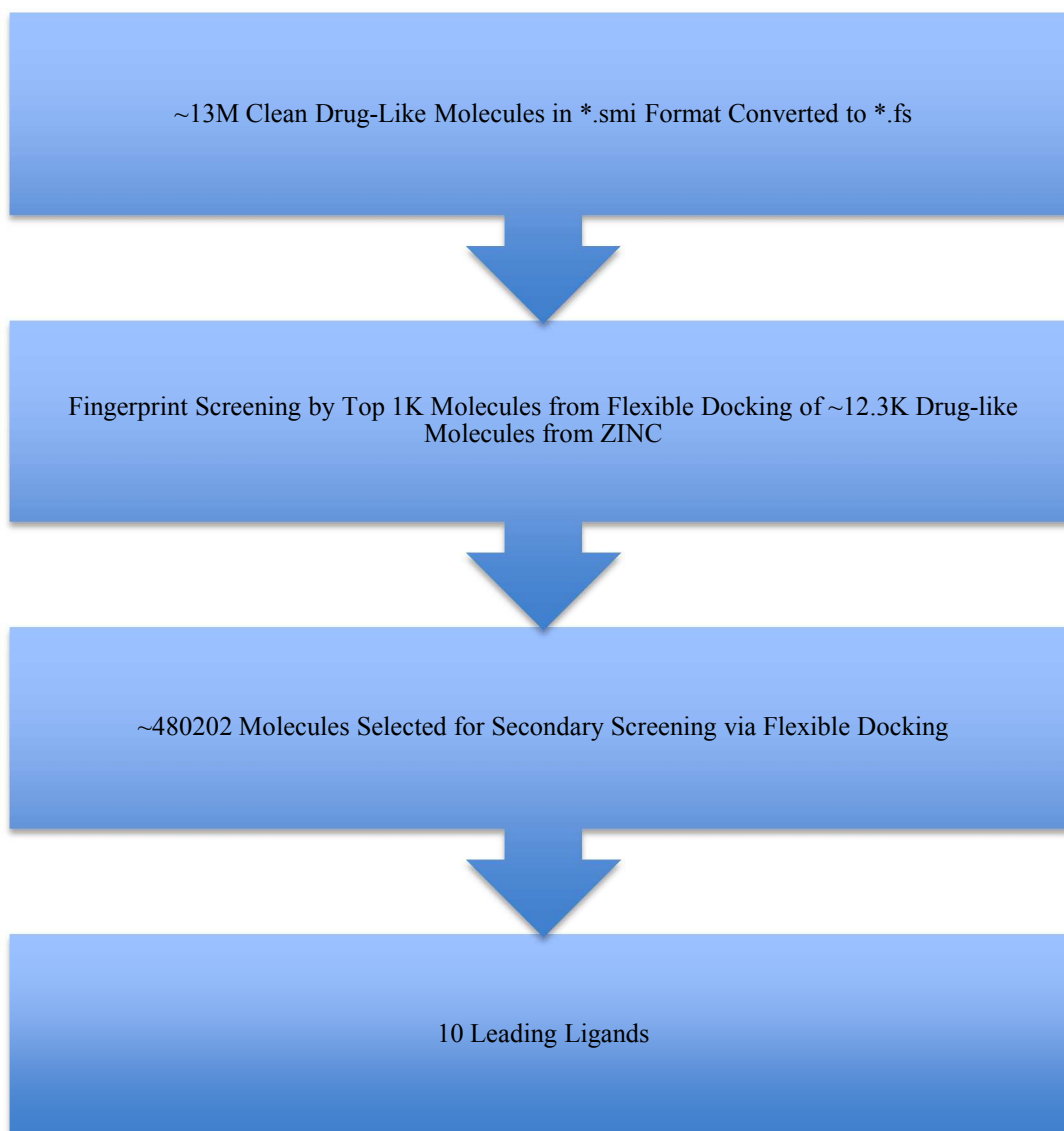 ~13M Clean Drug-Like Molecules in *.smi Format Converted to *.fs
Fingerprint Screening by Top 1K Molecules from Flexible Docking of ~12.3K Drug-like
Molecules from ZINC
~480202 Molecules Selected for Secondary Screening via Flexible Docking
10 Leading Ligands